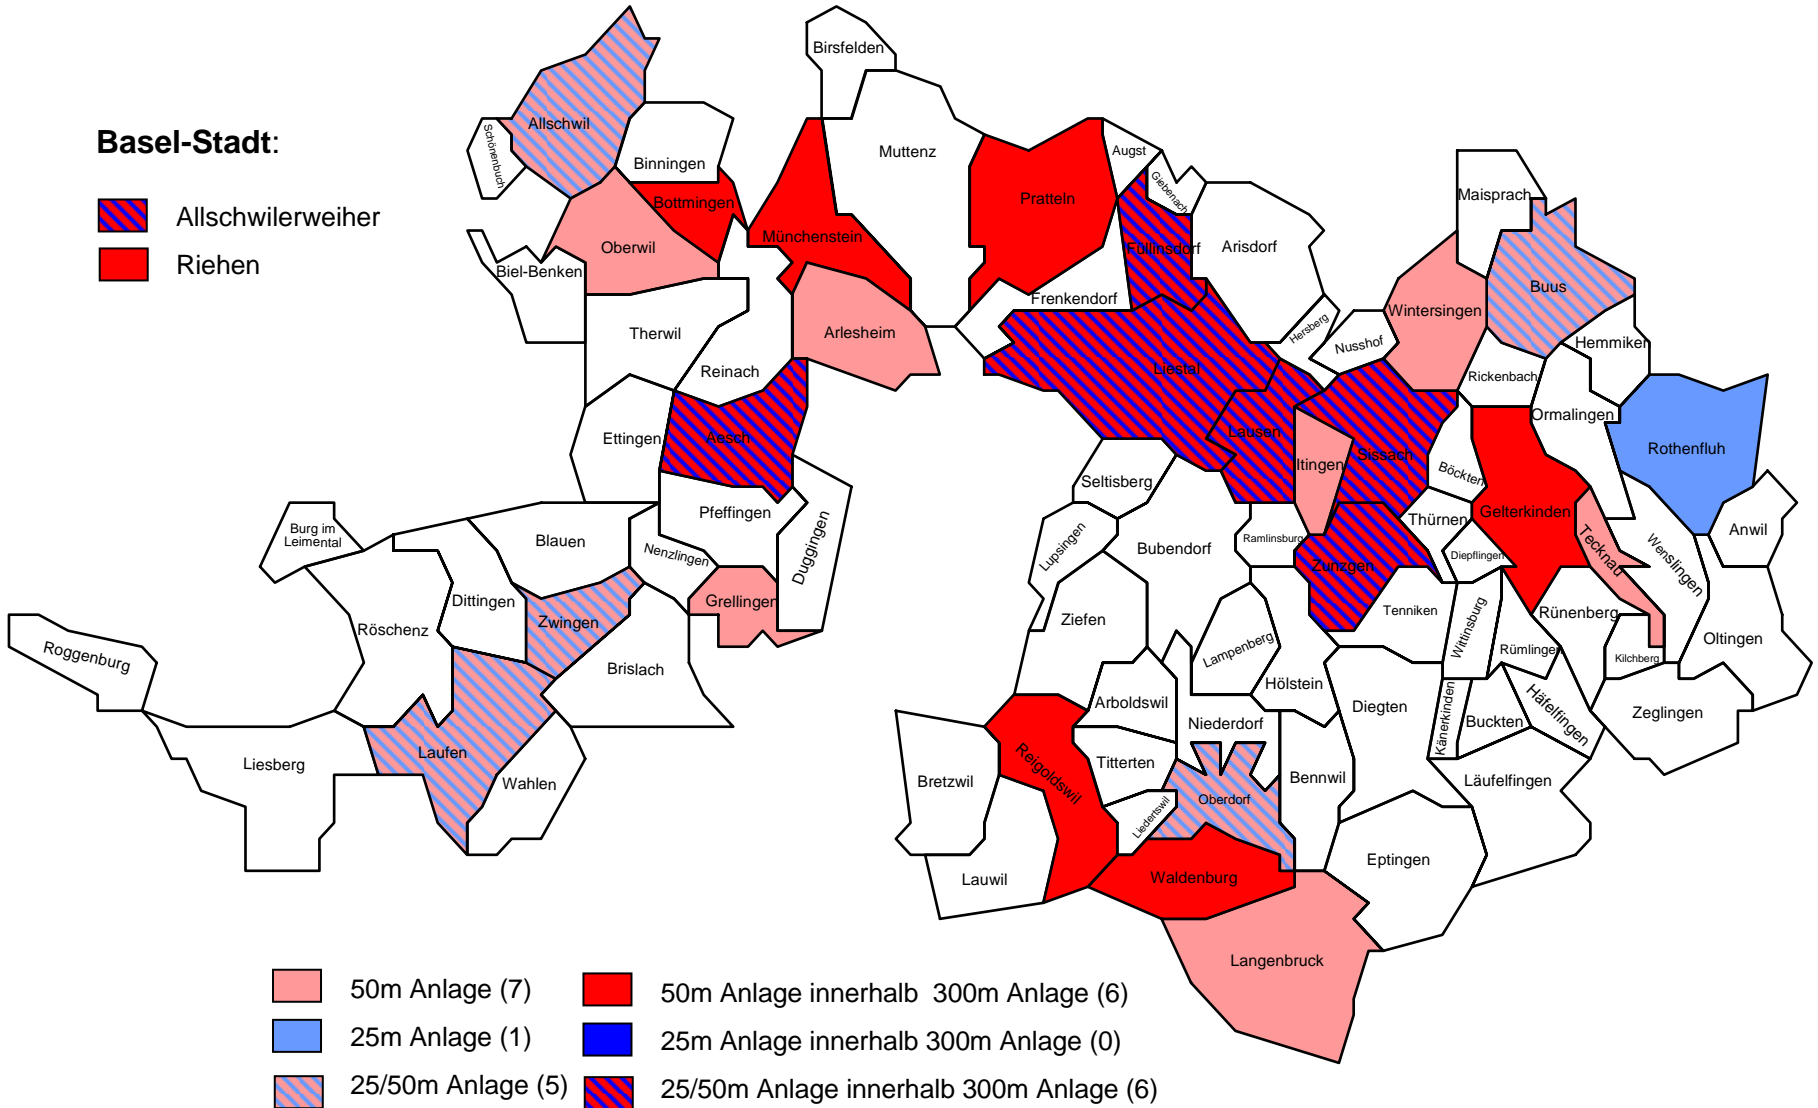 Birsfelden
Allschwil
Schönenbuch
Binningen
Muttenz
Augst
Giebenach
Basel-Stadt:
Allschwilerweiher
Riehen
Bottmingen
Pratteln
Maisprach
Oberwil
Münchenstein
Füllinsdorf
Arisdorf
Biel-Benken
Frenkendorf
Wintersingen
Buus
Therwil
Arlesheim
Hersberg
Nusshof
Hemmiken
Reinach
Liestal
Rickenbach
Ormalingen
Ettingen
Aesch
Lausen
Itingen
Sissach
Böckten
Rothenfluh
Seltisberg
Pfeffingen
Duggingen
Gelterkinden
Thürnen
Burg im
Leimental
Blauen
Nenzlingen
Lupsingen
Bubendorf
Ramlinsburg
Diepflingen
Tecknau
Wenslingen
Anwil
Zunzgen
Dittingen
Zwingen
Grellingen
Ziefen
Tenniken
Wittinsburg
Rünenberg
Röschenz
Roggenburg
Brislach
Lampenberg
Rümlingen
Kilchberg
Oltingen
Hölstein
Arboldswil
Niederdorf
Diegten
Känerkinden
Buckten
Häfelfingen
Zeglingen
Liesberg
Laufen
Wahlen
Bretzwil
Reigoldswil
Titterten
Bennwil
Läufelfingen
Liedertswil
Oberdorf
Lauwil
Waldenburg
Eptingen
Langenbruck
50m Anlage (7)
50m Anlage innerhalb 300m Anlage (6)
25m Anlage (1)
25m Anlage innerhalb 300m Anlage (0)
25/50m Anlage (5)
25/50m Anlage innerhalb 300m Anlage (6)